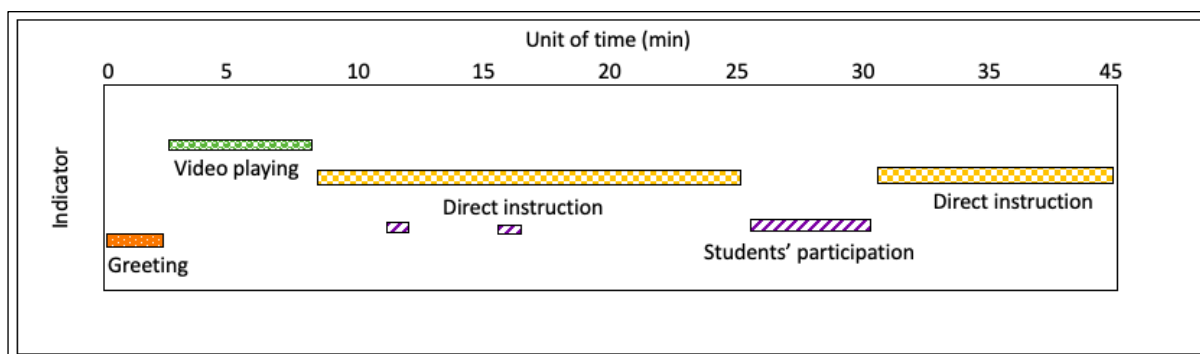 Unit of time (min)
0 5 10 15 20 25 30 35 45
Indicator
Video playing
Direct instruction
Direct instruction
Students’ participation
Greeting